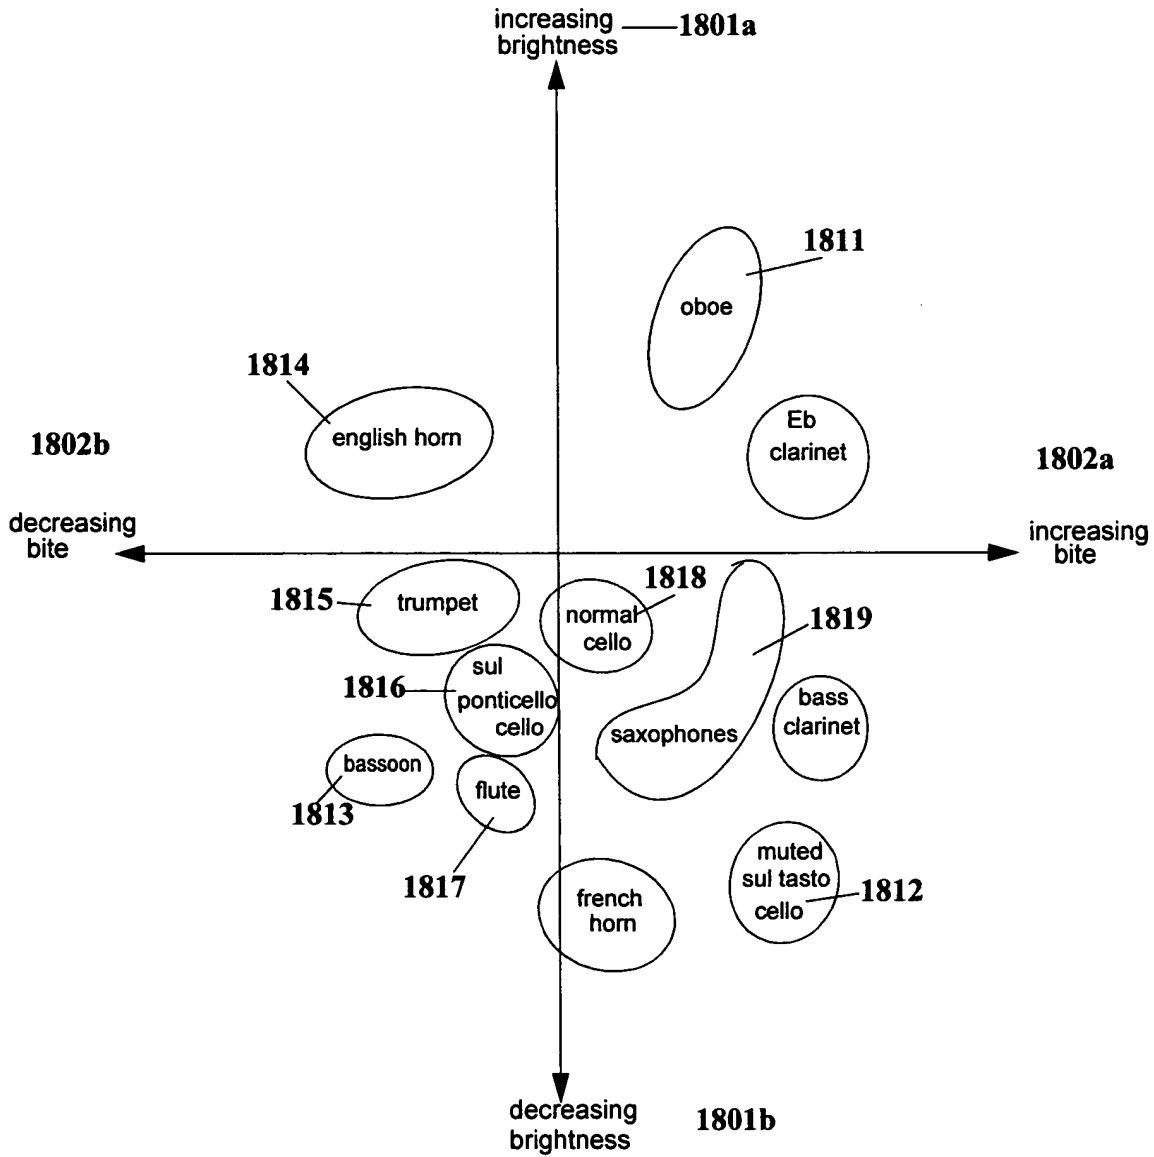 increasing
brightness
1801a
1811
oboe
1814
english horn
Eb
clarinet
1802b
1802a
decreasing
bite
increasing
bite
1815
trumpet
1818
normal
cello
1819
sul
ponticello
cello
1816
saxophones
bass
clarinet
bassoon
1813
flute
1817
french
horn
muted
sul tasto
cello
1812
decreasing
brightness
1801b